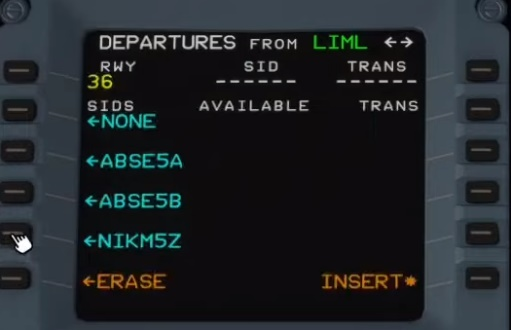 DEPARTURES FROM LIML ←→
RWY SID TRANS
36 ------ ------
SIDS AVAILABLE TRANS
←NONE
←ABSE5A
←ABSE5B
←NIKM5Z
←ERASE INSERT*